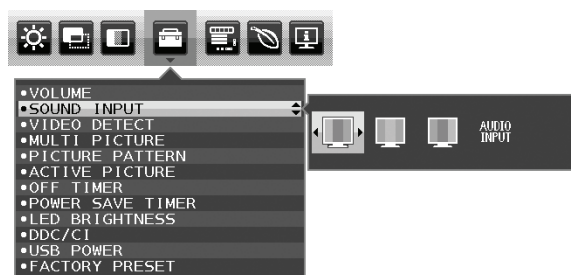 •VOLUME
•SOUND INPUT
•VIDEO DETECT
•MULTI PICTURE
•PICTURE PATTERN
•ACTIVE PICTURE
•OFF TIMER
•POWER SAVE TIMER
•LED BRIGHTNESS
•DDC/CI
•USB POWER
•FACTORY PRESET
AUDIO
INPUT